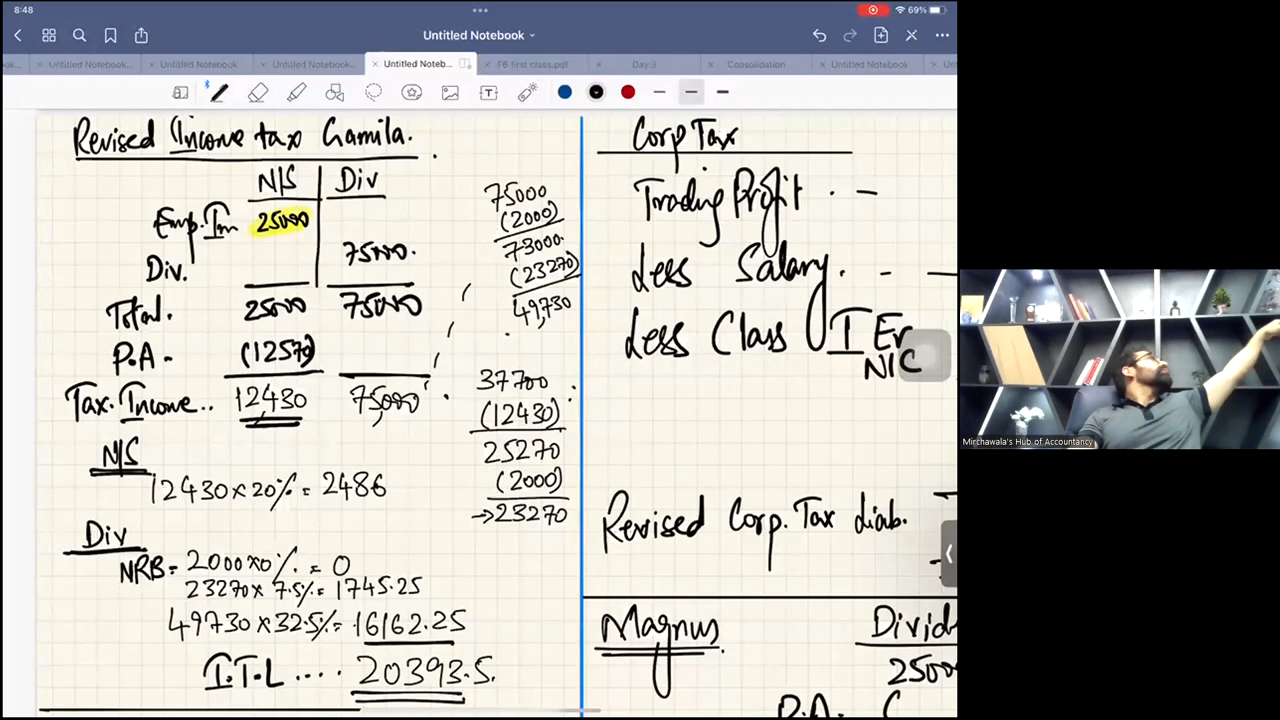 8:48
69%
Untitled Notebook
Untitled Notebook...
Untitled Notebook
Untitled Notebook...
Untitled Noteb...
F6 first class.pdf
Day 3
Consolidation
Untitled Notebook
Revised Income tax Gamila.
N/S Div
Emp. Im 25000
Div. 75000.
Total. 25000 75000
P.A - (12570)
Tax. Income.. 12430 75000
N/S
12430 x 20% = 2486
Div
NRB = 2000 x 0% = 0
23270 x 7.5% = 1745.25
49730 x 32.5% = 16162.25
I.T.L .... 20393.5.
75000
(2000)
73000
(23270)
49,730
37700
(12430)
25270
(2000)
→23270
Corp Tax
Trading Profit . -
Less Salary. - -
Less Class I Er
NIC
Revised Corp. Tax liab.
Magnus
Divid
25000
P.A- (
Mirchawala's Hub of Accountancy